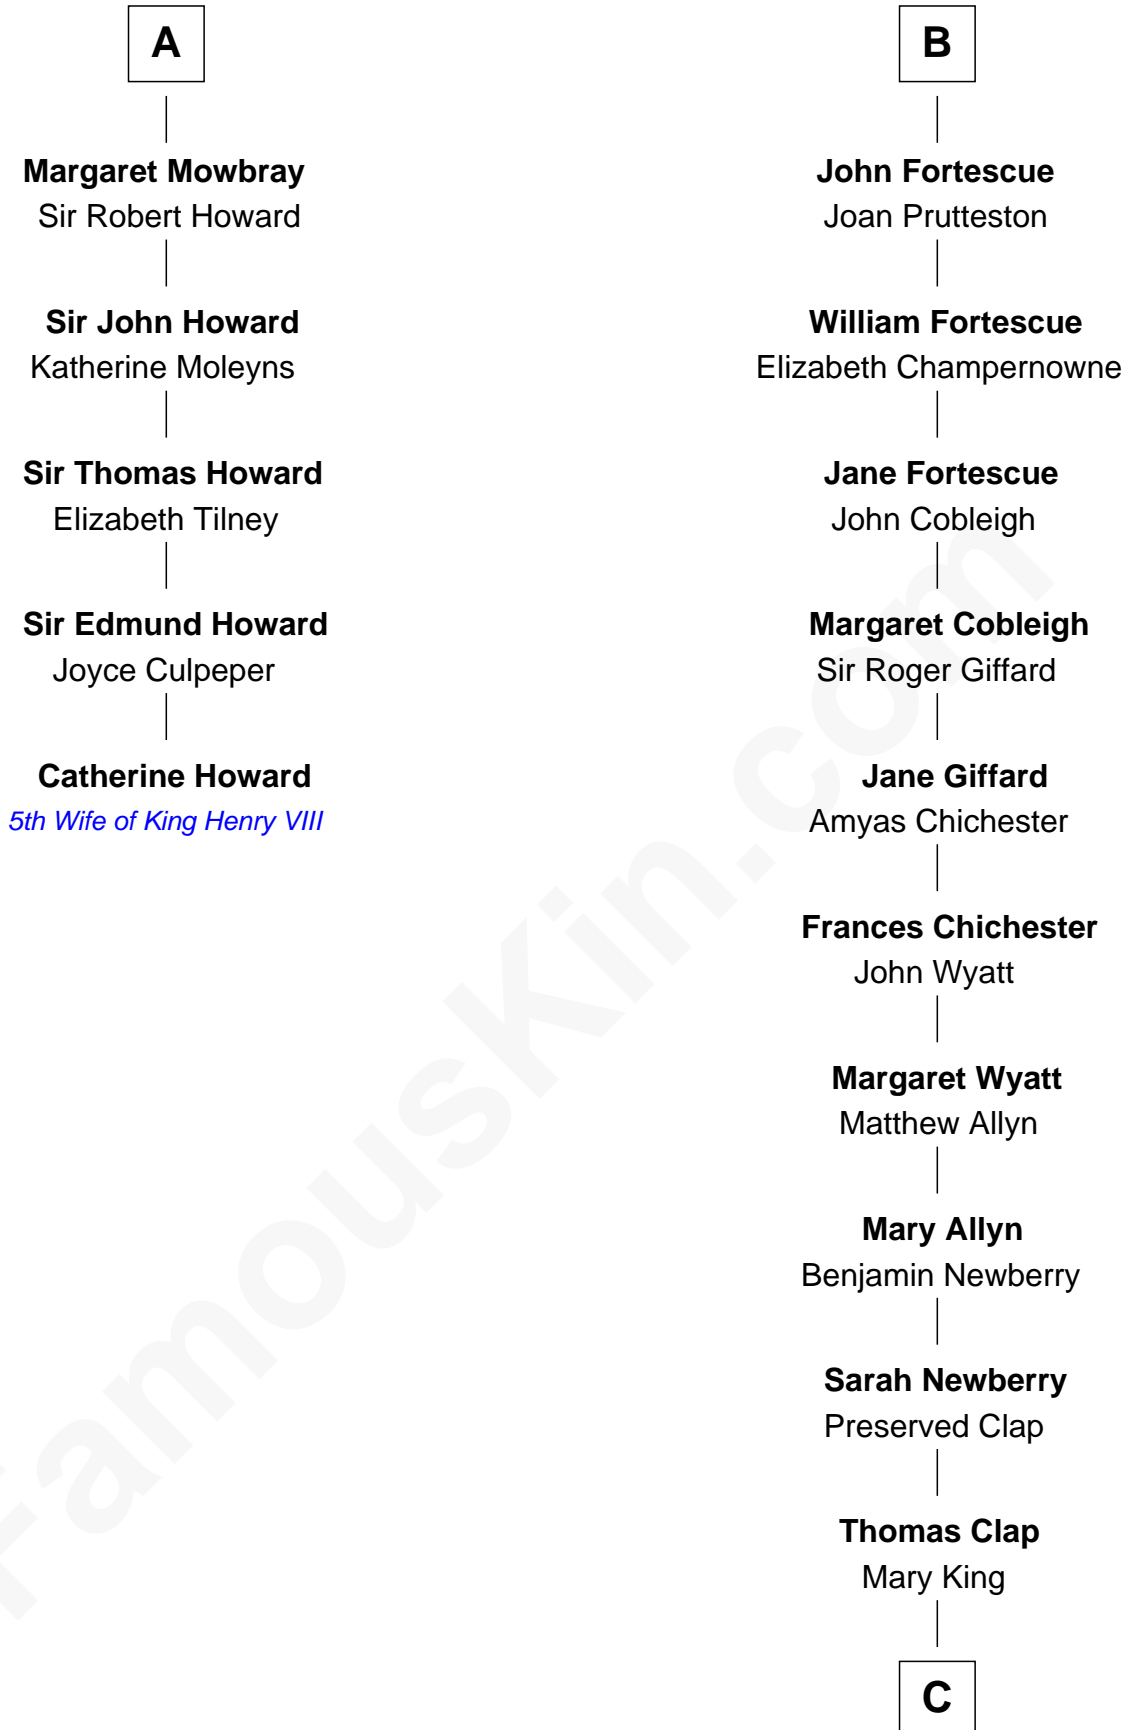 A
Margaret Mowbray
Sir Robert Howard
Sir John Howard
Katherine Moleyns
Sir Thomas Howard
Elizabeth Tilney
Sir Edmund Howard
Joyce Culpeper
Catherine Howard
5th Wife of King Henry VIII
B
John Fortescue
Joan Prutteston
William Fortescue
Elizabeth Champernowne
Jane Fortescue
John Cobleigh
Margaret Cobleigh
Sir Roger Giffard
Jane Giffard
Amyas Chichester
Frances Chichester
John Wyatt
Margaret Wyatt
Matthew Allyn
Mary Allyn
Benjamin Newberry
Sarah Newberry
Preserved Clap
Thomas Clap
Mary King
C
FamousKin.com